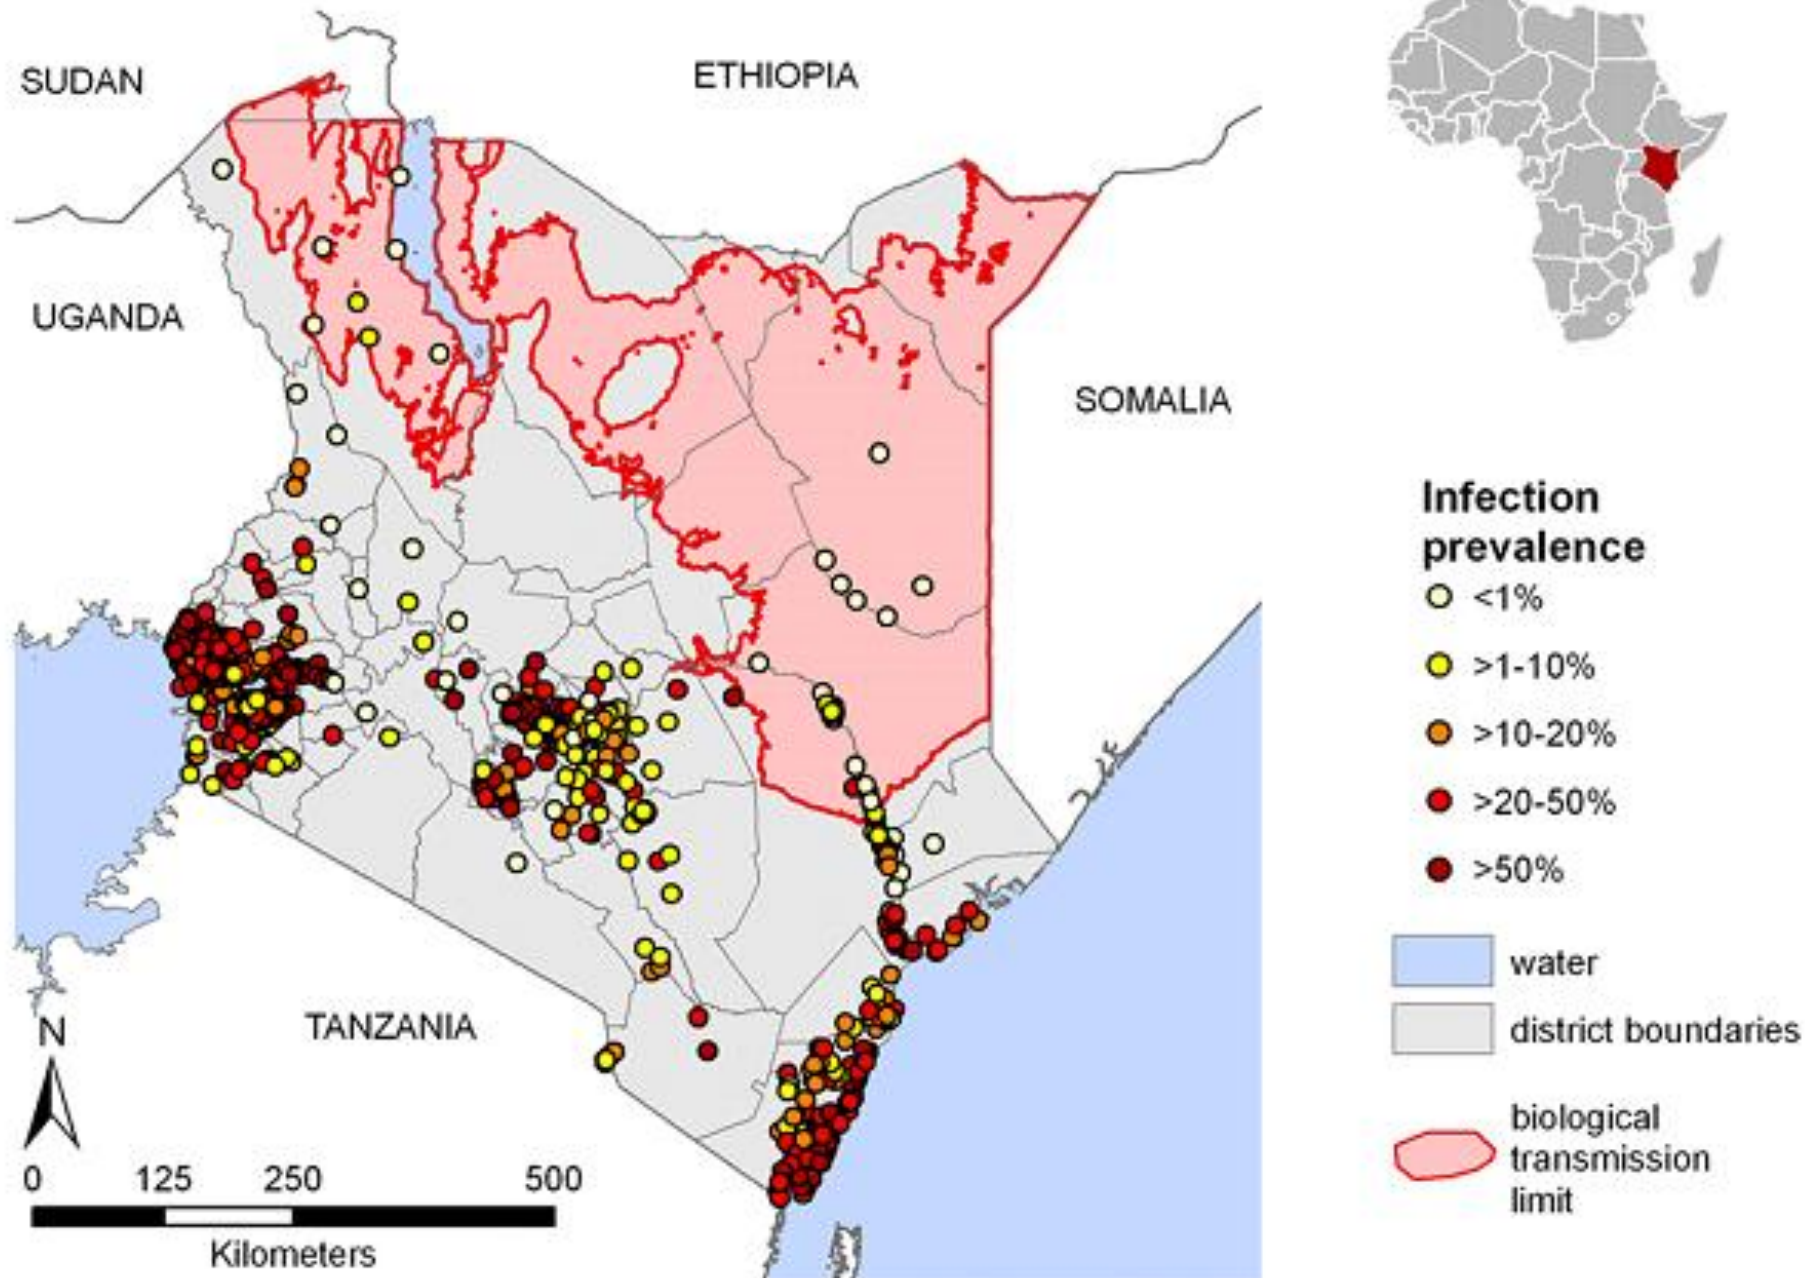 SUDAN
ETHIOPIA
UGANDA
SOMALIA
TANZANIA
N
0 125 250 500
Kilometers
Infection
prevalence
<1%
>1-10%
>10-20%
>20-50%
>50%
water
district boundaries
biological
transmission
limit